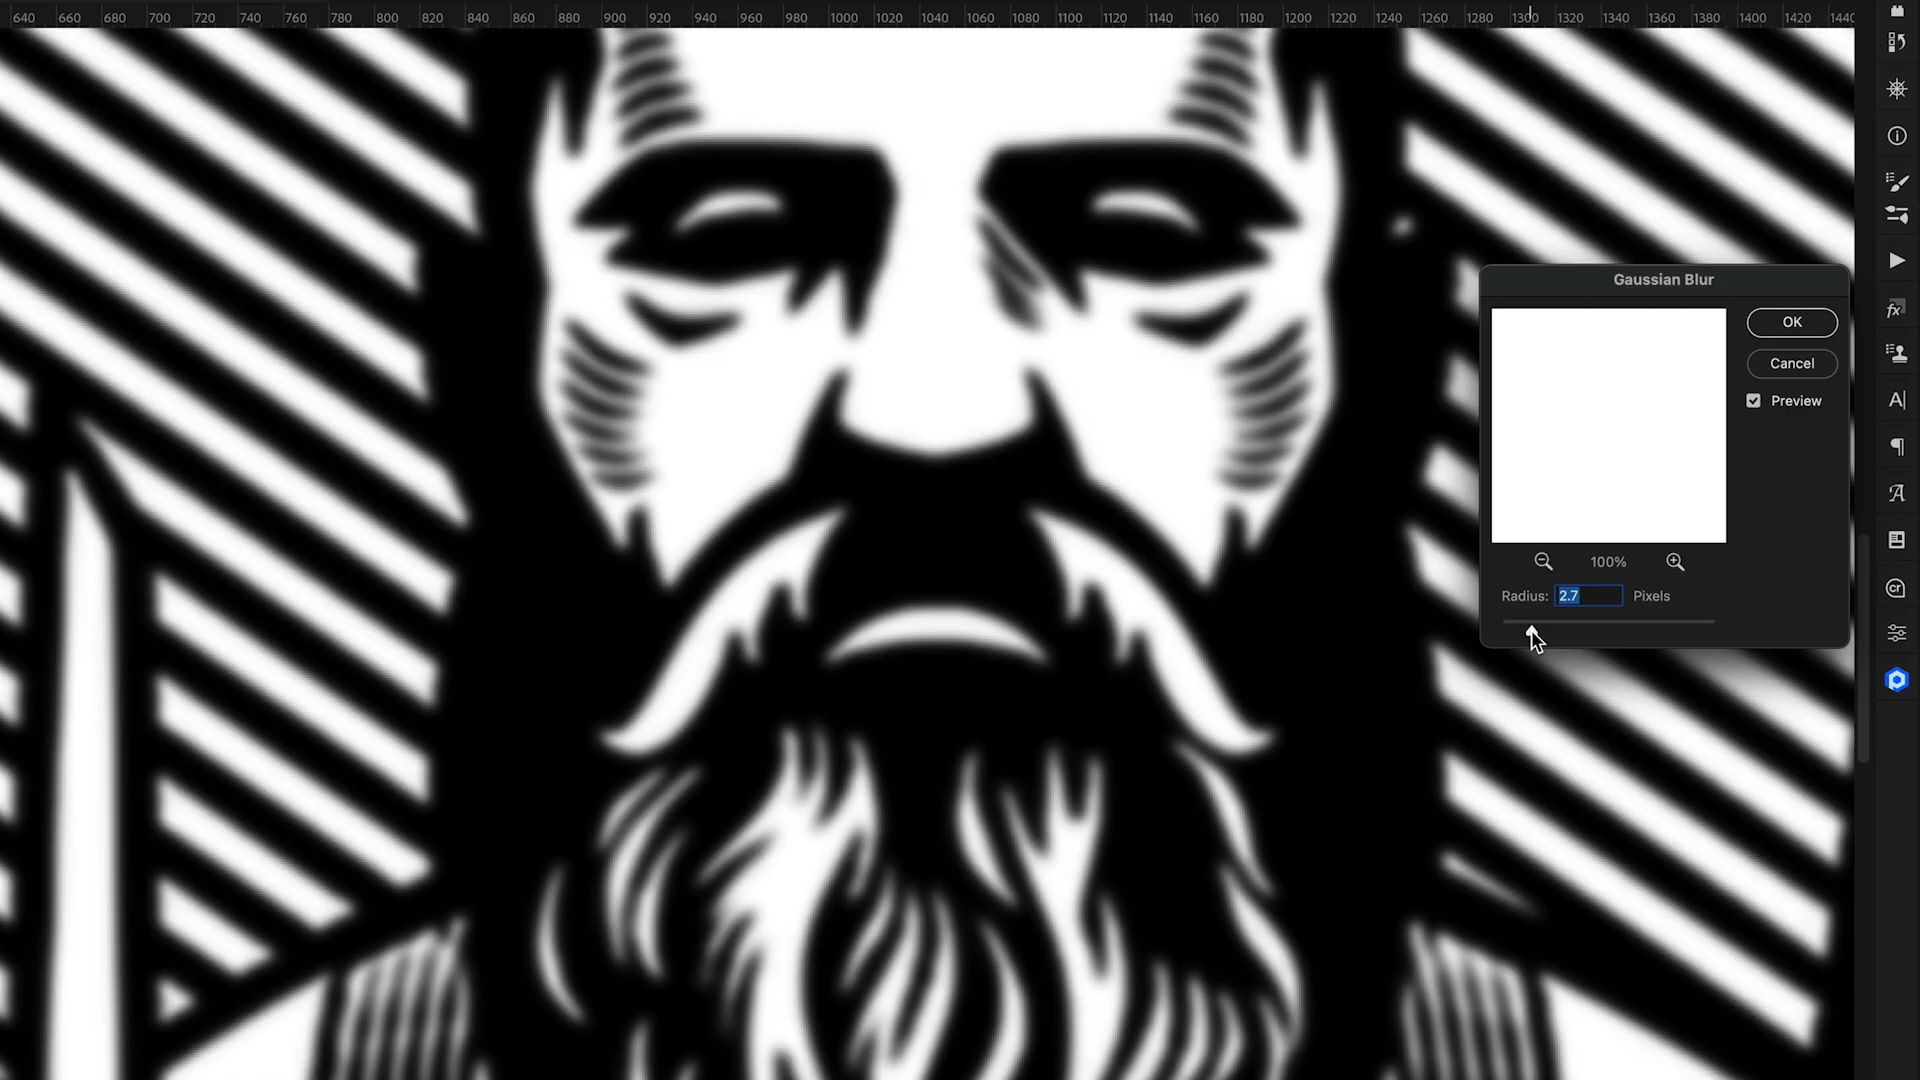 640 660 680 700 720 740 760 780 800 820 840 860 880 900 920 940 960 980 1000 1020 1040 1060 1080 1100 1120 1140 1160 1180 1200 1220 1240 1260 1280 1300 1320 1340 1360 1380 1400 1420 1440
Gaussian Blur
OK
Cancel
Preview
100%
Radius: 2.7 Pixels
fx
A|
¶
A
cr